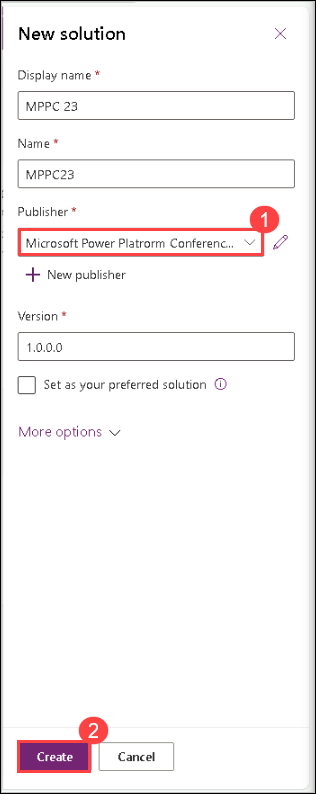 New solution
Display name *
MPPC 23
Name *
MPPC23
Publisher *
1
Microsoft Power Platrorm Conferenc...
New publisher
Version *
1.0.0.0
Set as your preferred solution
More options
2
Create
Cancel